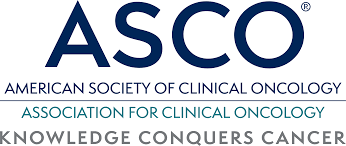 ASCO®
AMERICAN SOCIETY OF CLINICAL ONCOLOGY
ASSOCIATION FOR CLINICAL ONCOLOGY
KNOWLEDGE CONQUERS CANCER